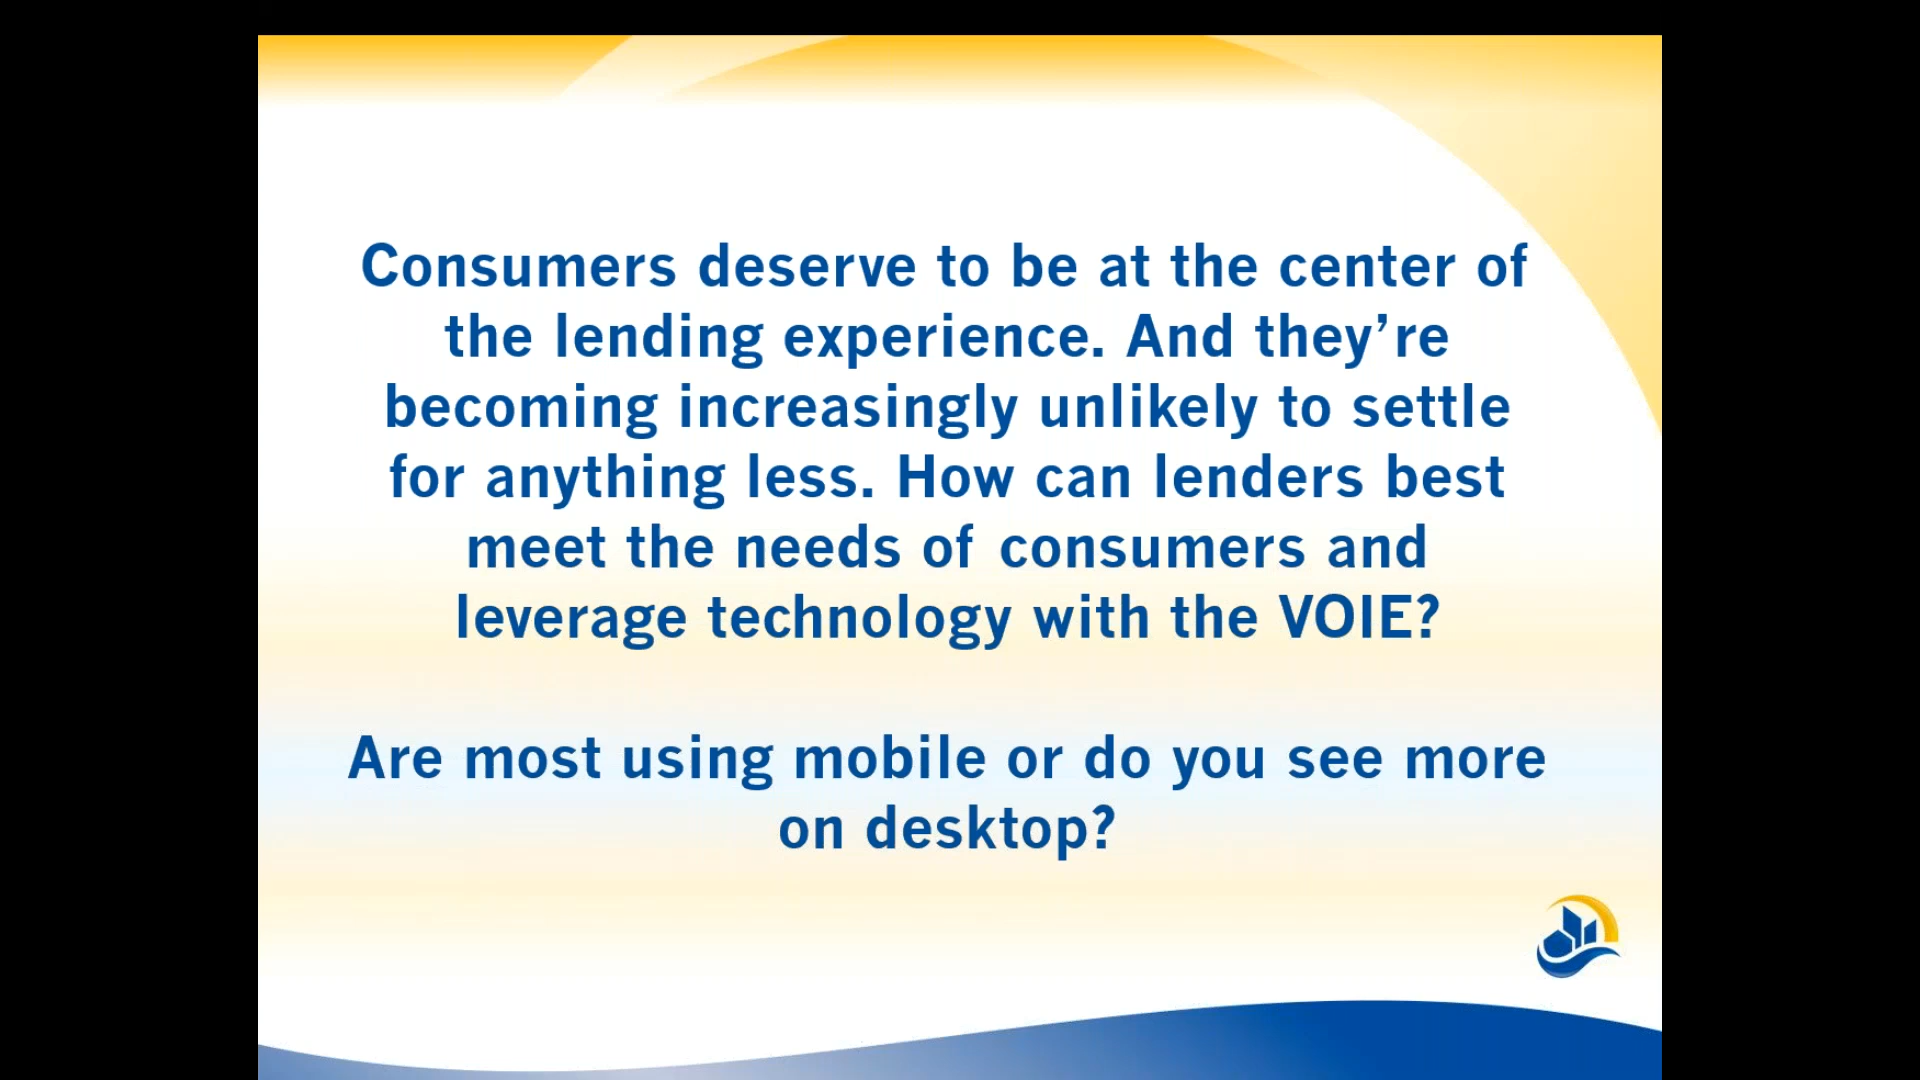 Consumers deserve to be at the center of
the lending experience. And they’re
becoming increasingly unlikely to settle
for anything less. How can lenders best
meet the needs of consumers and
leverage technology with the VOIE?
Are most using mobile or do you see more
on desktop?